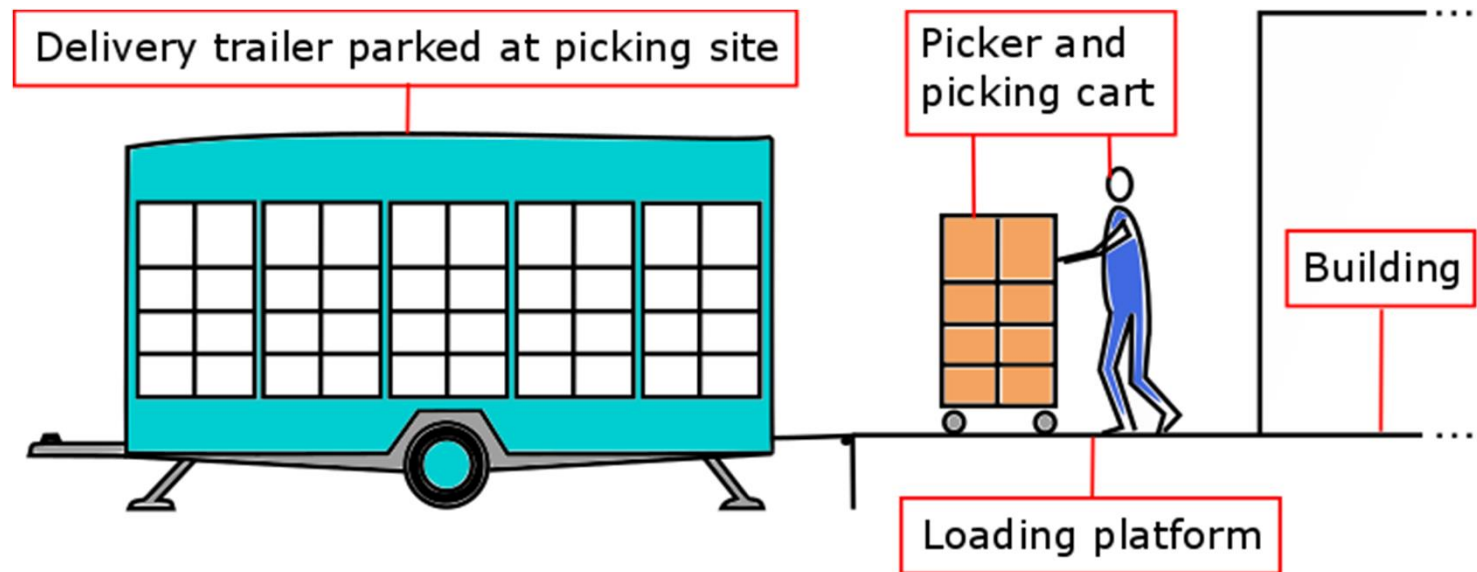 Delivery trailer parked at picking site
Picker and
picking cart
Building
Loading platform